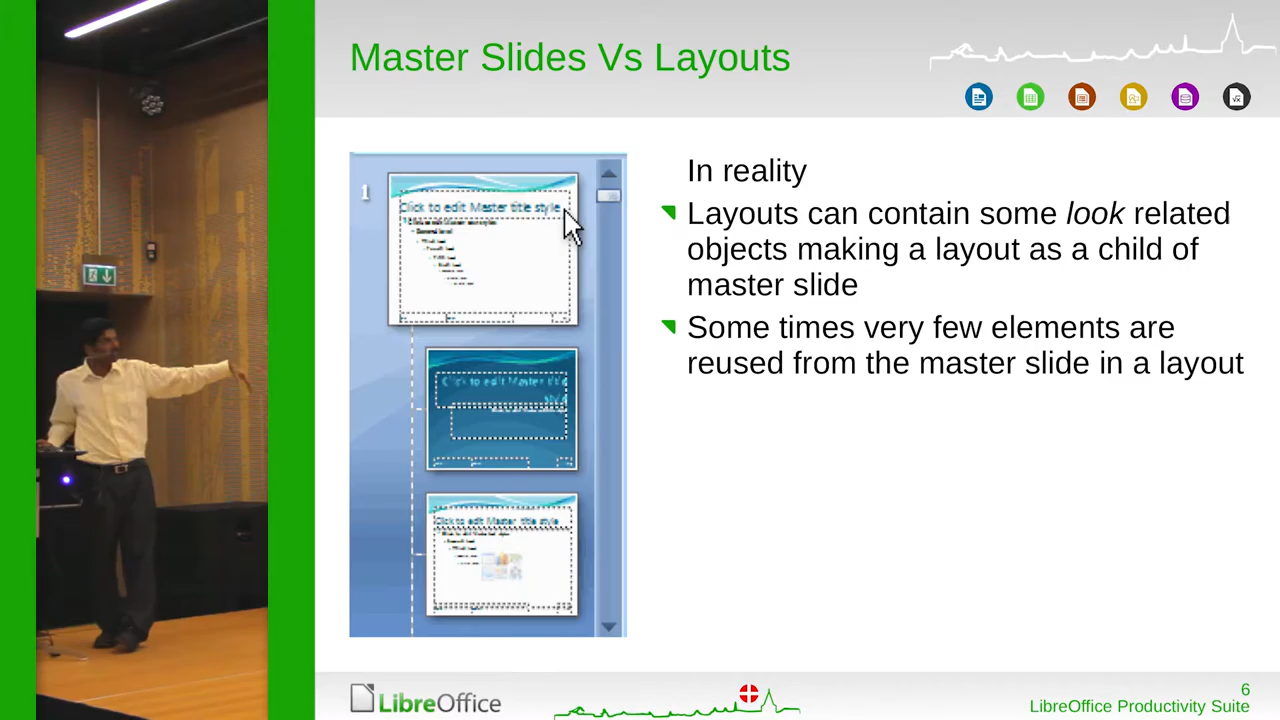 Master Slides Vs Layouts
In reality
Layouts can contain some look related
objects making a layout as a child of
master slide
Some times very few elements are
reused from the master slide in a layout
1
Click to edit Master title style
Click to edit Master title
style
Click to edit Master title style
LibreOffice
6
LibreOffice Productivity Suite